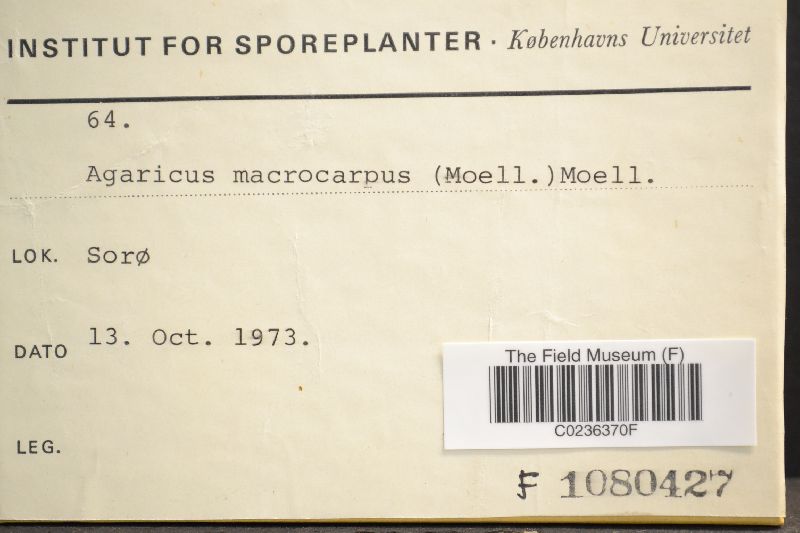 INSTITUT FOR SPOREPLANTER · Københavns Universitet
64.
Agaricus macrocarpus (Moell.)Moell.
LOK. Sorø
DATO 13. Oct. 1973.
LEG.
The Field Museum (F)
C0236370F
F 1080427